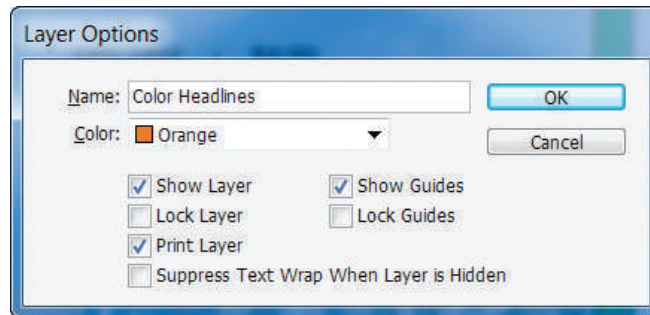 Layer Options
Name: Color Headlines
OK
Color: Orange
Cancel
Show Layer Show Guides
Lock Layer Lock Guides
Print Layer
Suppress Text Wrap When Layer is Hidden